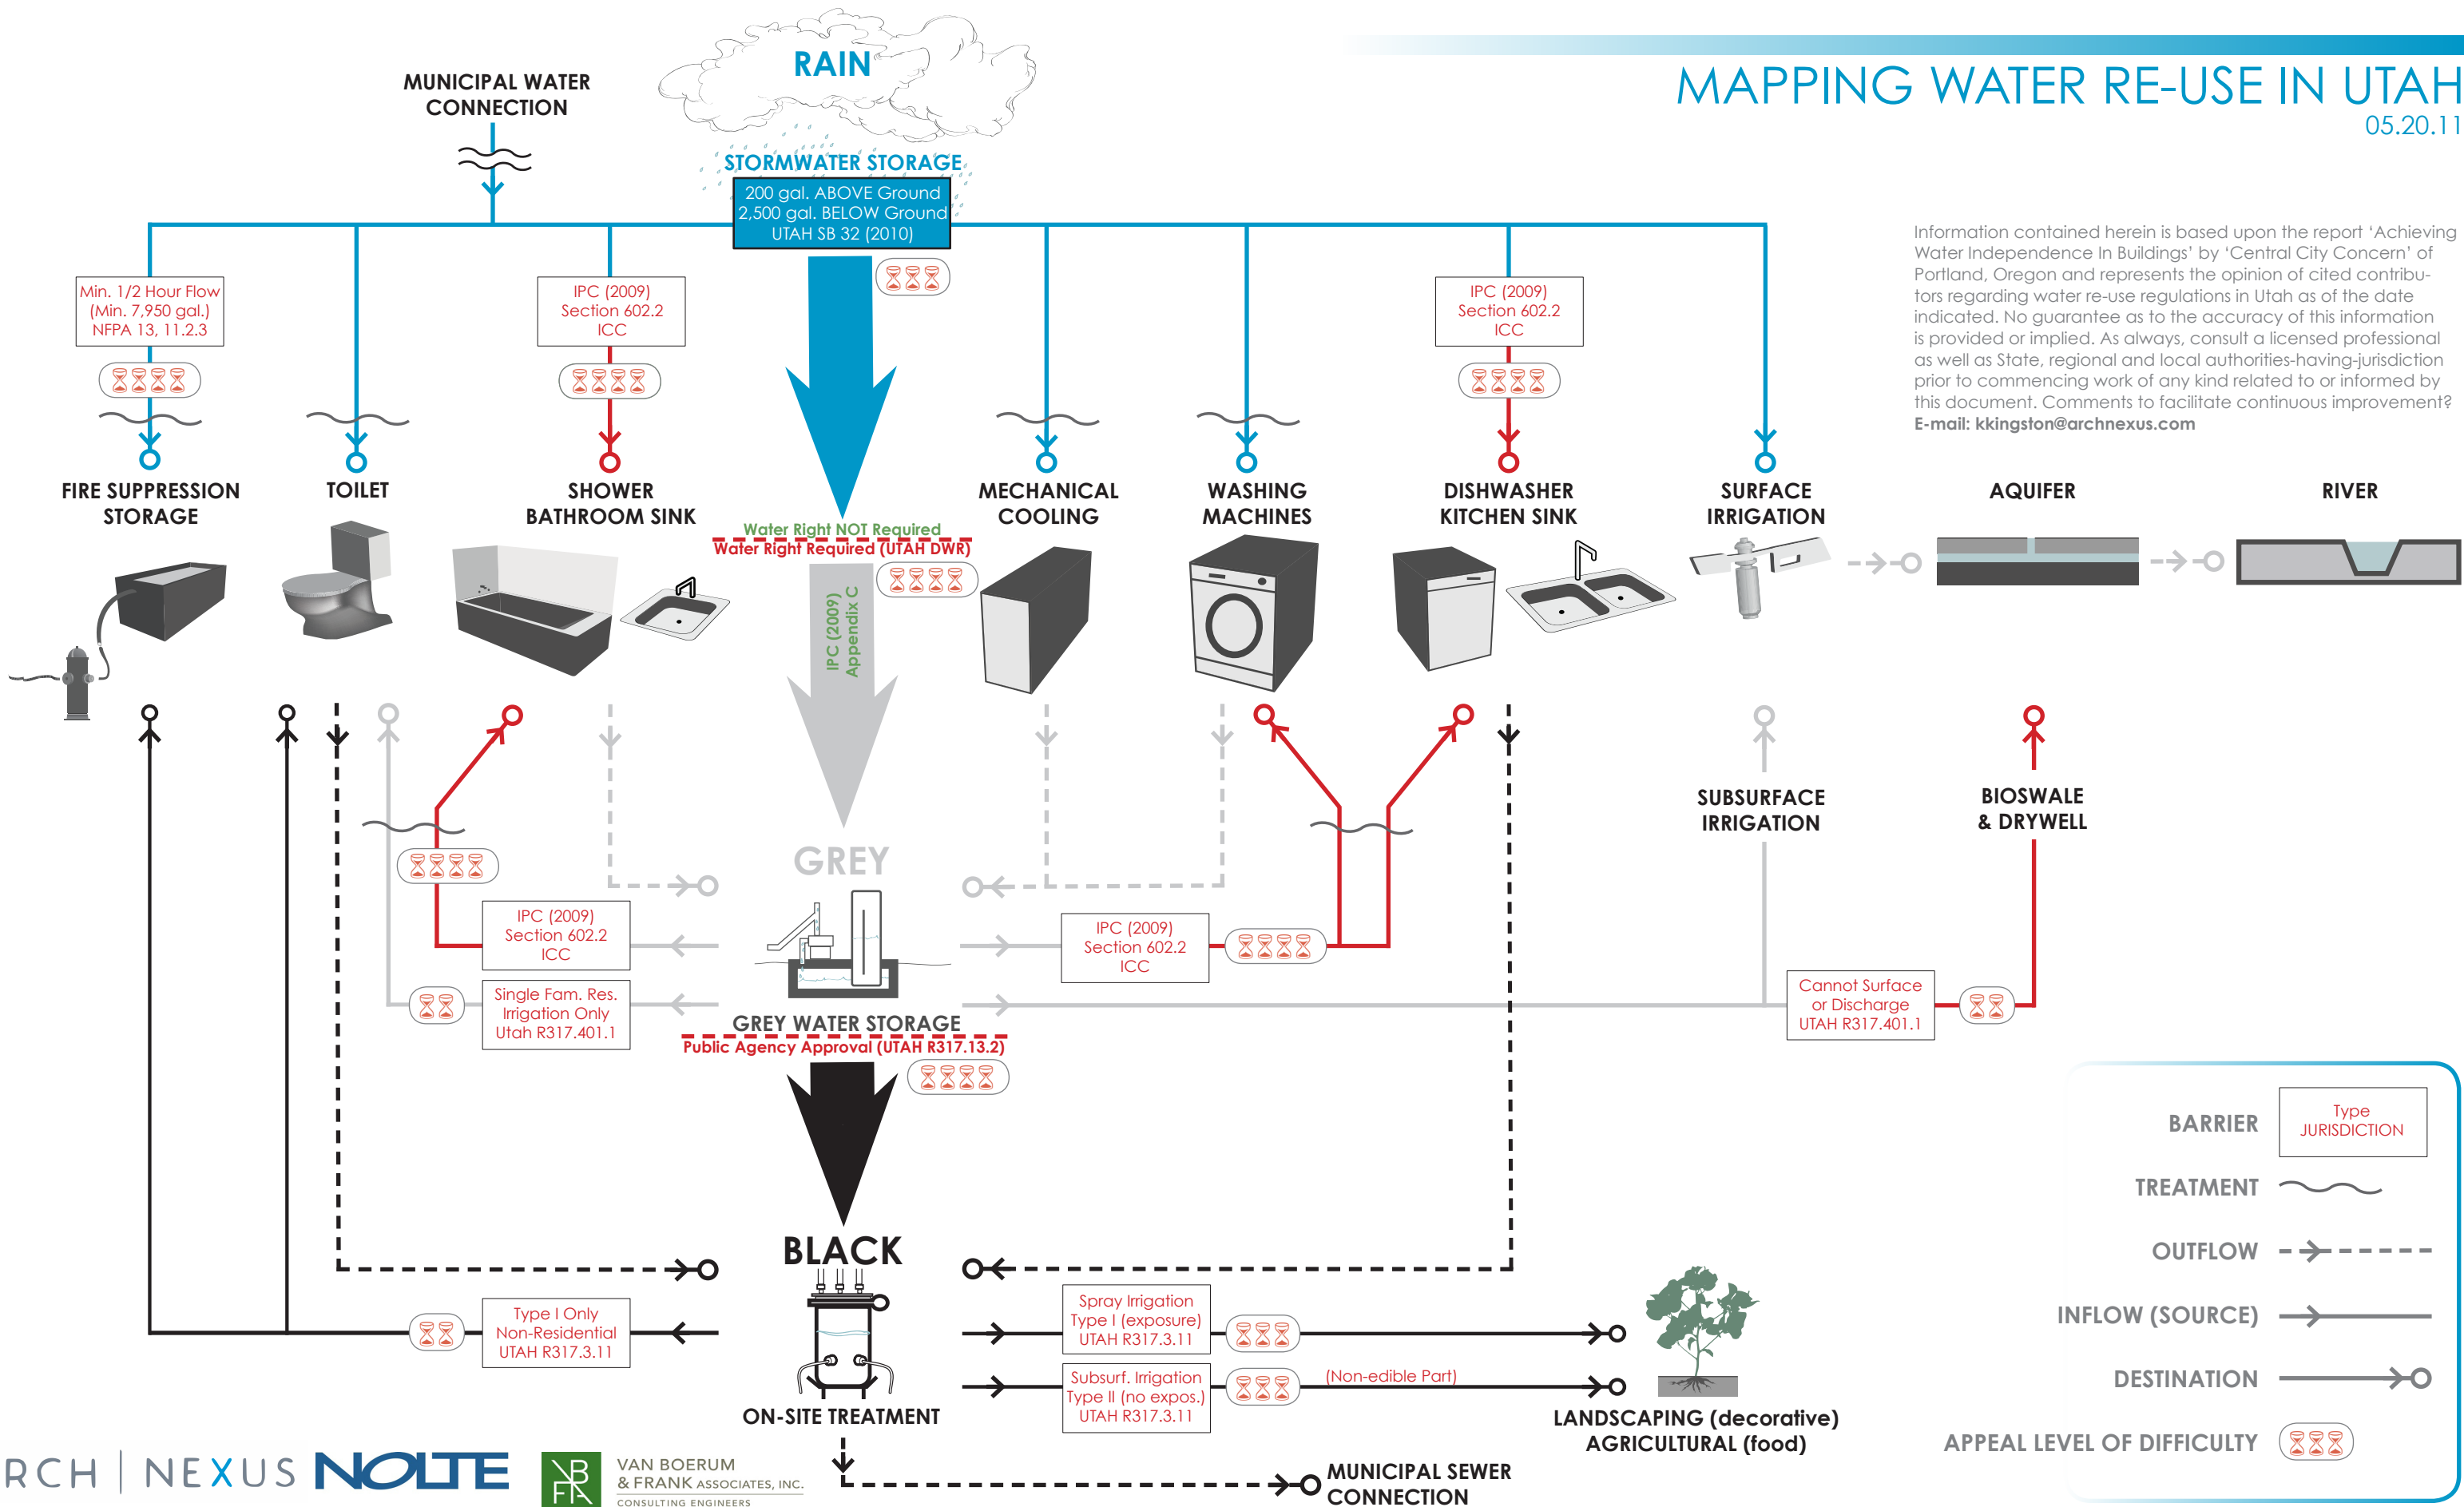 MAPPING WATER RE-USE IN UTAH
05.20.11
RAIN
MUNICIPAL WATER
CONNECTION
STORMWATER STORAGE
200 gal. ABOVE Ground
2,500 gal. BELOW Ground
UTAH SB 32 (2010)
Information contained herein is based upon the report ‘Achieving
Water Independence In Buildings’ by ‘Central City Concern’ of
Portland, Oregon and represents the opinion of cited contribu-
tors regarding water re-use regulations in Utah as of the date
indicated. No guarantee as to the accuracy of this information
is provided or implied. As always, consult a licensed professional
as well as State, regional and local authorities-having-jurisdiction
prior to commencing work of any kind related to or informed by
this document. Comments to facilitate continuous improvement?
E-mail: kkingston@archnexus.com
Min. 1/2 Hour Flow
(Min. 7,950 gal.)
NFPA 13, 11.2.3
IPC (2009)
Section 602.2
ICC
IPC (2009)
Section 602.2
ICC
FIRE SUPPRESSION
STORAGE
TOILET
SHOWER
BATHROOM SINK
MECHANICAL
COOLING
WASHING
MACHINES
DISHWASHER
KITCHEN SINK
SURFACE
IRRIGATION
AQUIFER
RIVER
Water Right NOT Required
Water Right Required (UTAH DWR)
IPC (2009)
Appendix C
SUBSURFACE
IRRIGATION
BIOSWALE
& DRYWELL
GREY
IPC (2009)
Section 602.2
ICC
IPC (2009)
Section 602.2
ICC
Single Fam. Res.
Irrigation Only
Utah R317.401.1
Cannot Surface
or Discharge
UTAH R317.401.1
GREY WATER STORAGE
Public Agency Approval (UTAH R317.13.2)
BLACK
Type I Only
Non-Residential
UTAH R317.3.11
Spray Irrigation
Type I (exposure)
UTAH R317.3.11
Subsurf. Irrigation
Type II (no expos.)
UTAH R317.3.11
(Non-edible Part)
ON-SITE TREATMENT
LANDSCAPING (decorative)
AGRICULTURAL (food)
MUNICIPAL SEWER
CONNECTION
BARRIER
Type
JURISDICTION
TREATMENT
OUTFLOW
INFLOW (SOURCE)
DESTINATION
APPEAL LEVEL OF DIFFICULTY
RCH | NEXUS
NOLTE
VBFA
VAN BOERUM
& FRANK ASSOCIATES, INC.
CONSULTING ENGINEERS